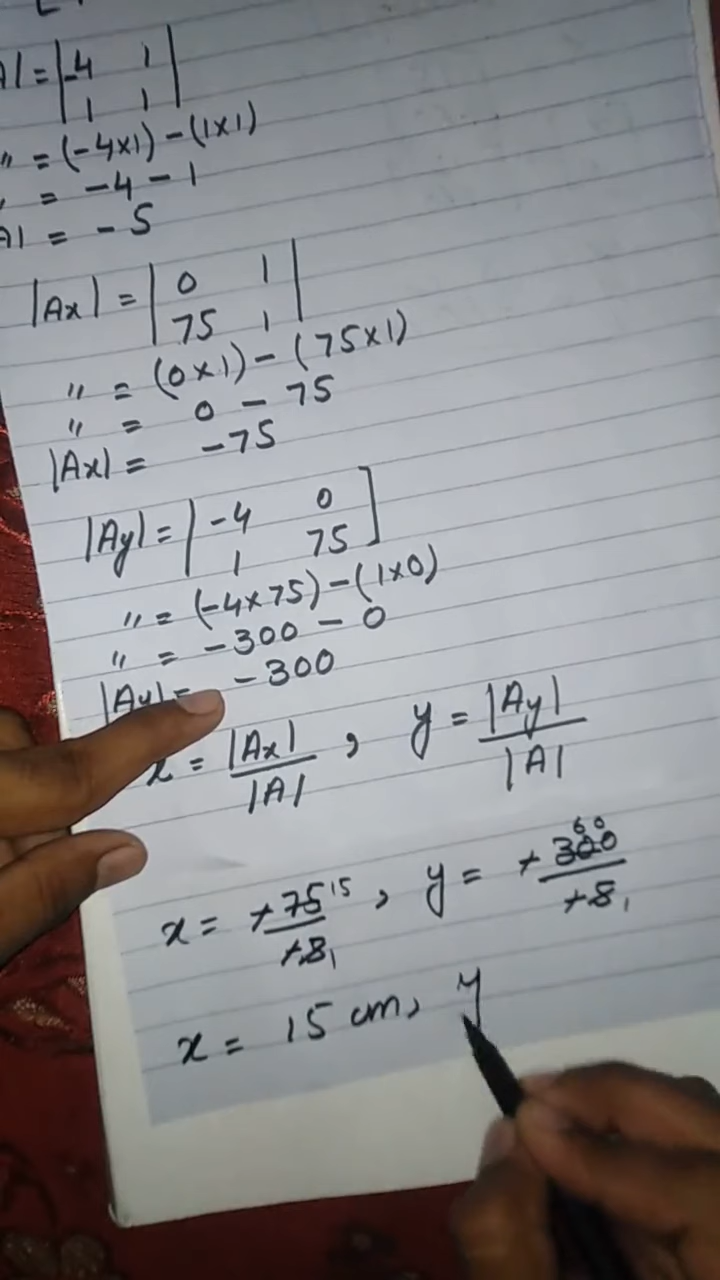 A| = |-4 1|
|1 1|
" = (-4×1) - (1×1)
" = -4 - 1
A| = -5
|Ax| = |0 1|
|75 1|
" = (0×1) - (75×1)
" = 0 - 75
|Ax| = -75
|Ay| = |-4 0]
|1 75]
" = (-4×75) - (1×0)
" = -300 - 0
|Ay| = -300
x = |Ax| / |A| , y = |Ay| / |A|
x = +75 15 / +5 1 , y = +300 60 / +5 1
x = 15 cm, y